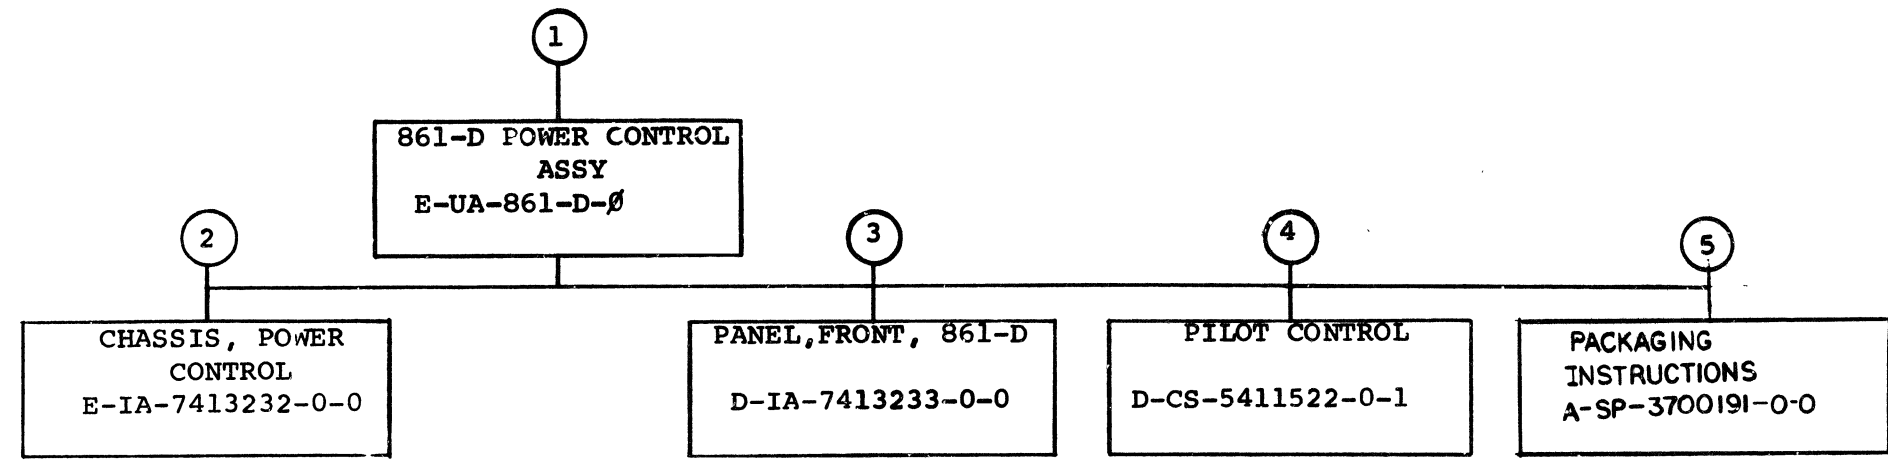 1
861-D POWER CONTROL
ASSY
E-UA-861-D-Ø
2
CHASSIS, POWER
CONTROL
E-IA-7413232-0-0
3
PANEL,FRONT, 861-D
D-IA-7413233-0-0
4
PILOT CONTROL
D-CS-5411522-0-1
5
PACKAGING
INSTRUCTIONS
A-SP-3700191-0-0